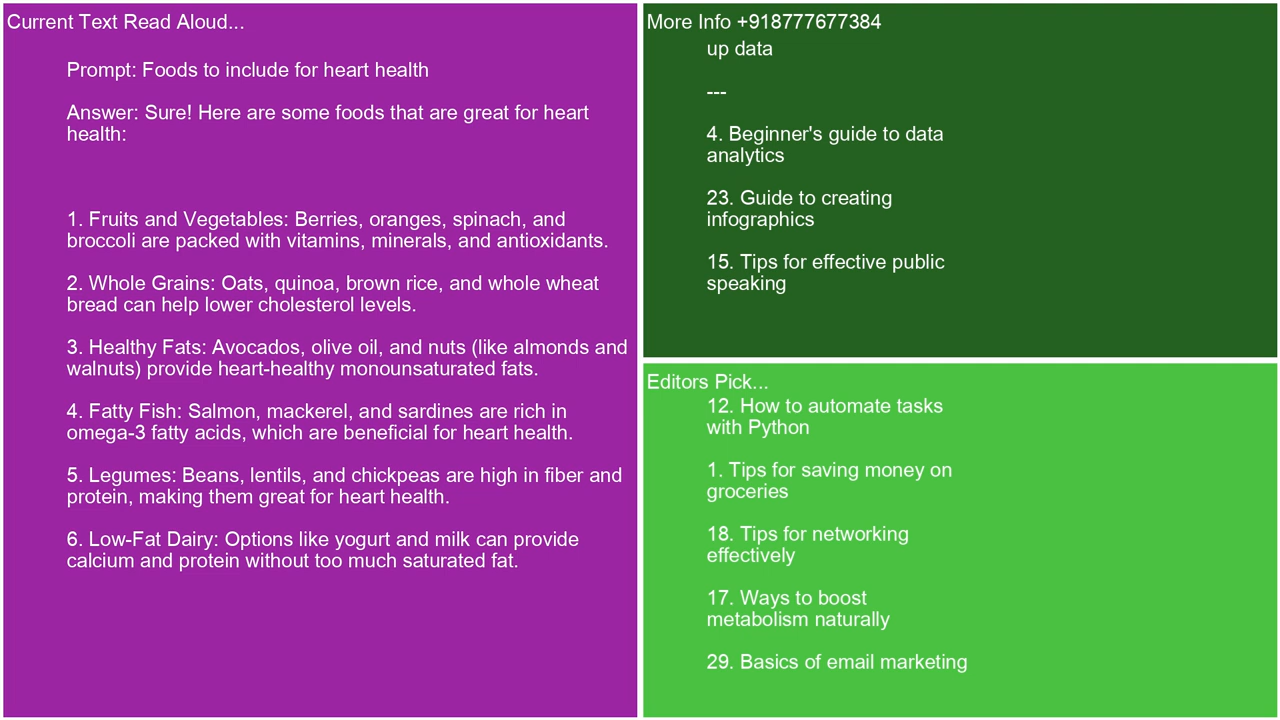 Current Text Read Aloud...
Prompt: Foods to include for heart health
Answer: Sure! Here are some foods that are great for heart
health:
1. Fruits and Vegetables: Berries, oranges, spinach, and
broccoli are packed with vitamins, minerals, and antioxidants.
2. Whole Grains: Oats, quinoa, brown rice, and whole wheat
bread can help lower cholesterol levels.
3. Healthy Fats: Avocados, olive oil, and nuts (like almonds and
walnuts) provide heart-healthy monounsaturated fats.
4. Fatty Fish: Salmon, mackerel, and sardines are rich in
omega-3 fatty acids, which are beneficial for heart health.
5. Legumes: Beans, lentils, and chickpeas are high in fiber and
protein, making them great for heart health.
6. Low-Fat Dairy: Options like yogurt and milk can provide
calcium and protein without too much saturated fat.
More Info +918777677384
up data
---
4. Beginner's guide to data
analytics
23. Guide to creating
infographics
15. Tips for effective public
speaking
Editors Pick...
12. How to automate tasks
with Python
1. Tips for saving money on
groceries
18. Tips for networking
effectively
17. Ways to boost
metabolism naturally
29. Basics of email marketing